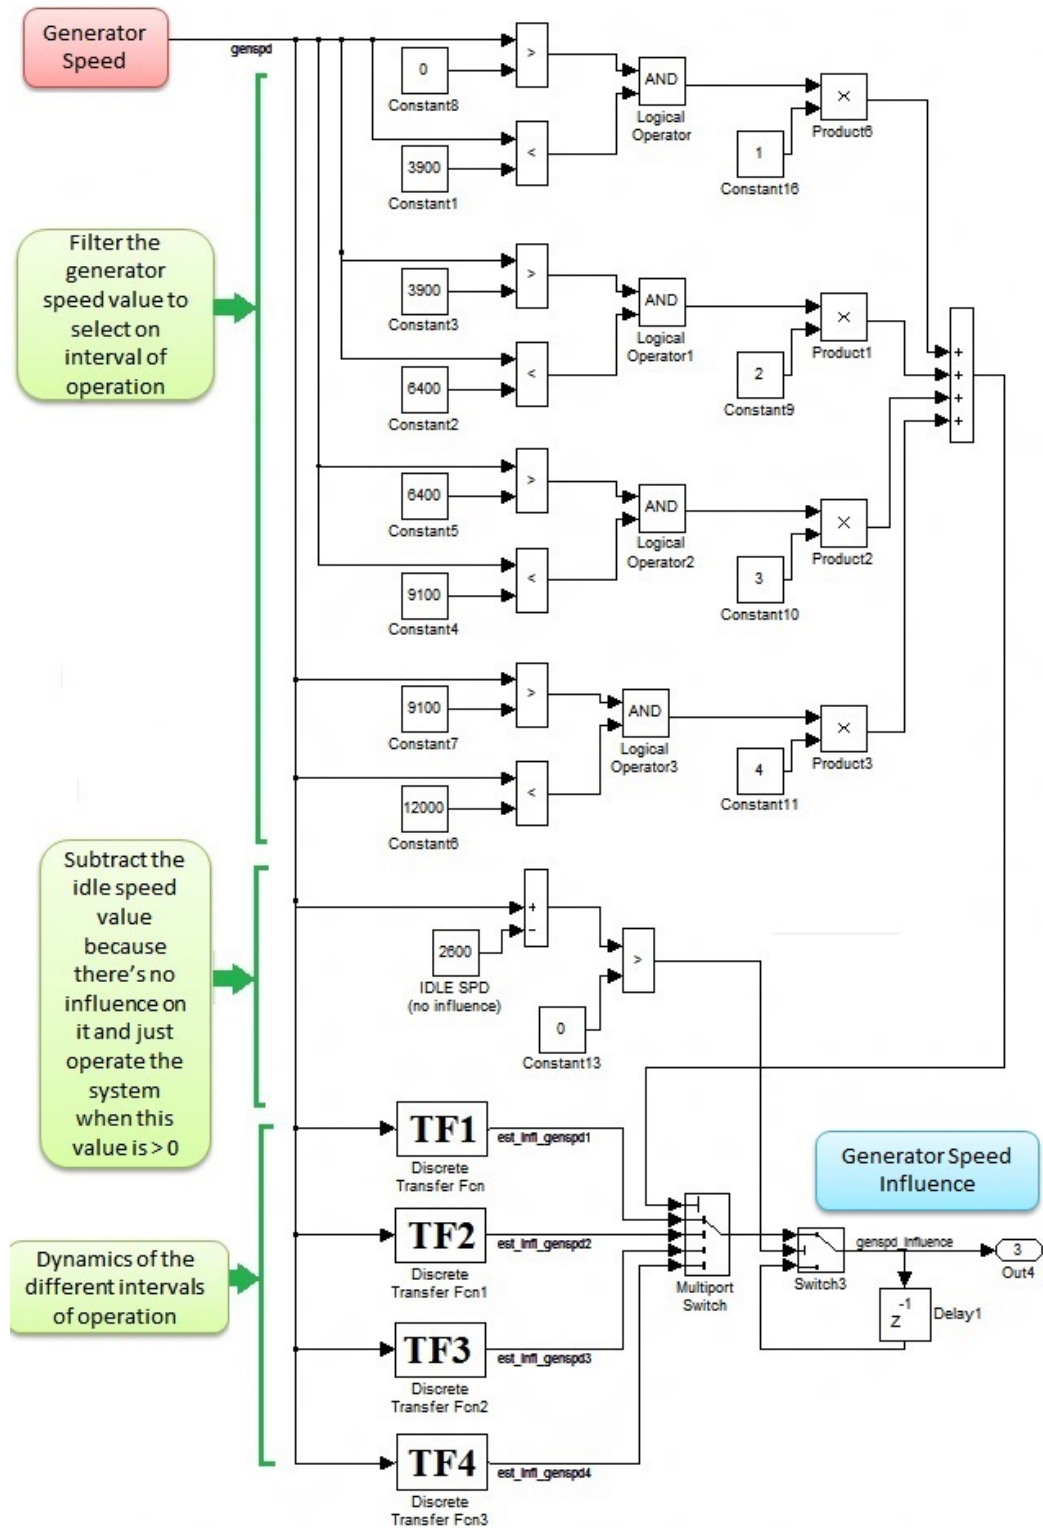 Generator
Speed
genspd
>
0
Constant8
AND
Logical
Operator
×
Product6
<
3900
Constant1
1
Constant16
Filter the
generator
speed value to
select on
interval of
operation
>
3900
Constant3
AND
Logical
Operator1
×
Product1
<
6400
Constant2
2
Constant9
+
+
+
+
>
6400
Constant5
AND
Logical
Operator2
×
Product2
<
9100
Constant4
3
Constant10
>
9100
Constant7
AND
Logical
Operator3
×
Product3
<
12000
Constant6
4
Constant11
Subtract the
idle speed
value
because
there's no
influence on
it and just
operate the
system
when this
value is > 0
+
−
2600
IDLE SPD
(no influence)
>
0
Constant13
TF1
est_infl_genspd1
Discrete
Transfer Fcn
TF2
est_infl_genspd2
Discrete
Transfer Fcn1
TF3
est_infl_genspd3
Discrete
Transfer Fcn2
TF4
est_infl_genspd4
Discrete
Transfer Fcn3
Dynamics of the
different intervals
of operation
Multiport
Switch
Generator Speed
Influence
Switch3
genspd_influence
3
Out4
-1
Z
Delay1